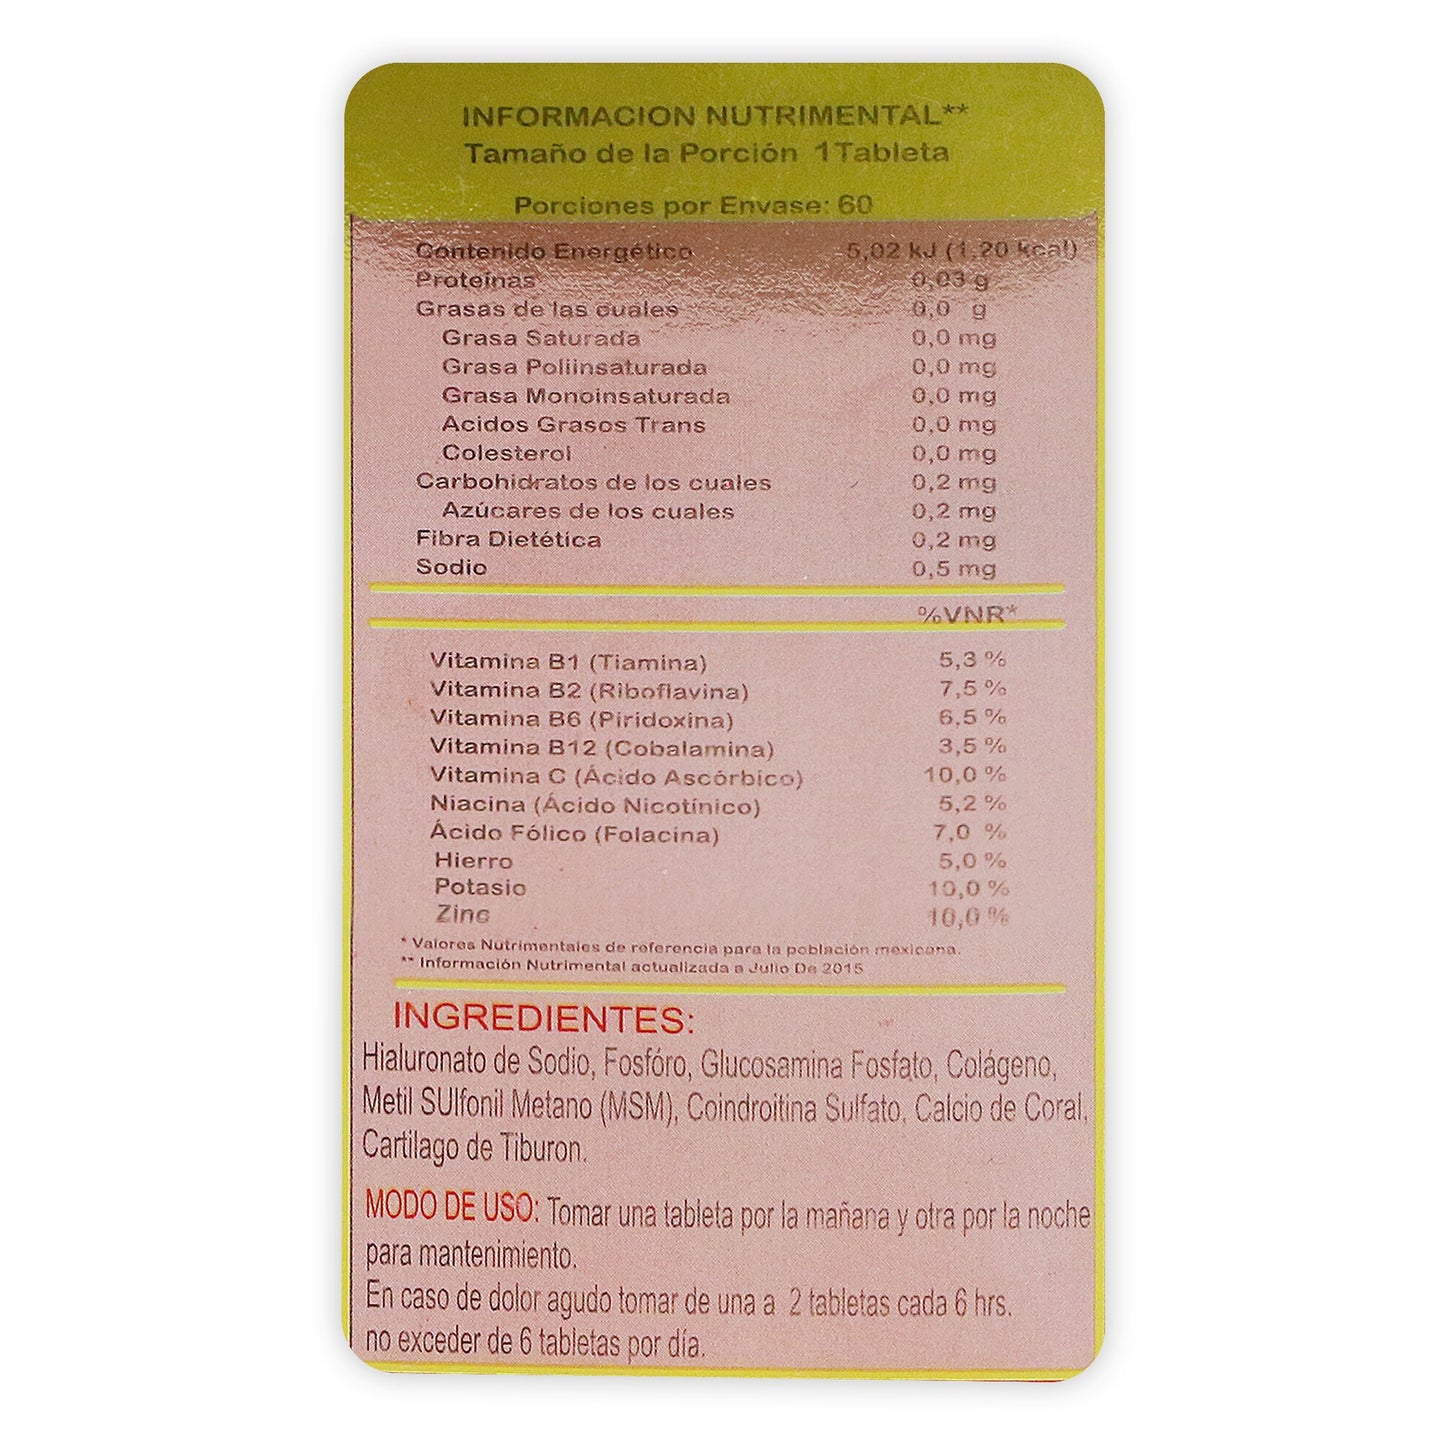 INFORMACION NUTRIMENTAL**
Tamaño de la Porción 1 Tableta
Porciones por Envase: 60
Contenido Energético 5,02 kJ (1.20 kcal)
Proteínas 0,03 g
Grasas de las cuales 0,0 g
Grasa Saturada 0,0 mg
Grasa Poliinsaturada 0,0 mg
Grasa Monoinsaturada 0,0 mg
Acidos Grasos Trans 0,0 mg
Colesterol 0,0 mg
Carbohidratos de los cuales 0,2 mg
Azúcares de los cuales 0,2 mg
Fibra Dietética 0,2 mg
Sodio 0,5 mg
%VNR*
Vitamina B1 (Tiamina) 5,3 %
Vitamina B2 (Riboflavina) 7,5 %
Vitamina B6 (Piridoxina) 6,5 %
Vitamina B12 (Cobalamina) 3,5 %
Vitamina C (Ácido Ascórbico) 10,0 %
Niacina (Ácido Nicotínico) 5,2 %
Ácido Fólico (Folacina) 7,0 %
Hierro 5,0 %
Potasio 10,0 %
Zinc 10,0 %
* Valores Nutrimentales de referencia para la población mexicana.
** Información Nutrimental actualizada a Julio De 2015
INGREDIENTES:
Hialuronato de Sodio, Fosfóro, Glucosamina Fosfato, Colágeno,
Metil SUlfonil Metano (MSM), Coindroitina Sulfato, Calcio de Coral,
Cartilago de Tiburon.
MODO DE USO: Tomar una tableta por la mañana y otra por la noche
para mantenimiento.
En caso de dolor agudo tomar de una a 2 tabletas cada 6 hrs.
no exceder de 6 tabletas por día.